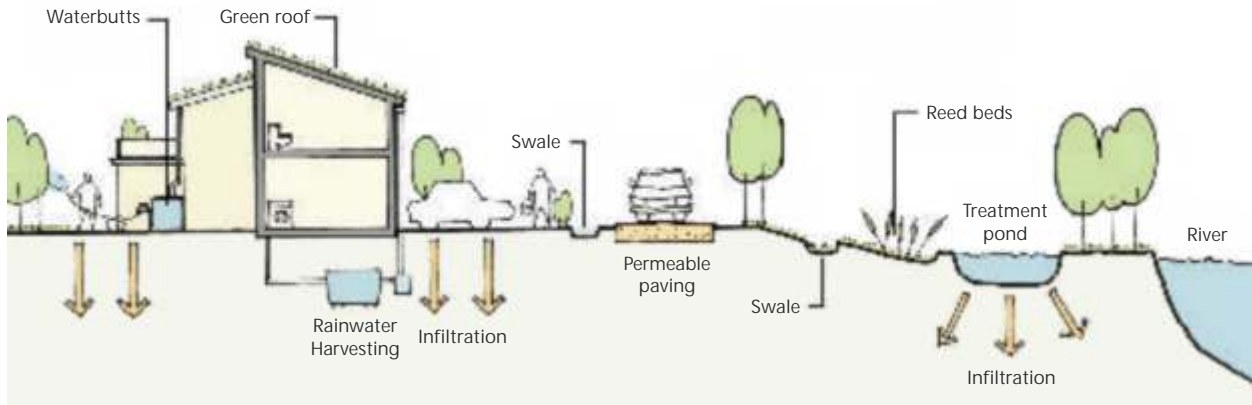 Waterbutts
Green roof
Swale
Reed beds
Treatment
pond
River
Permeable
paving
Swale
Rainwater
Harvesting
Infiltration
Infiltration